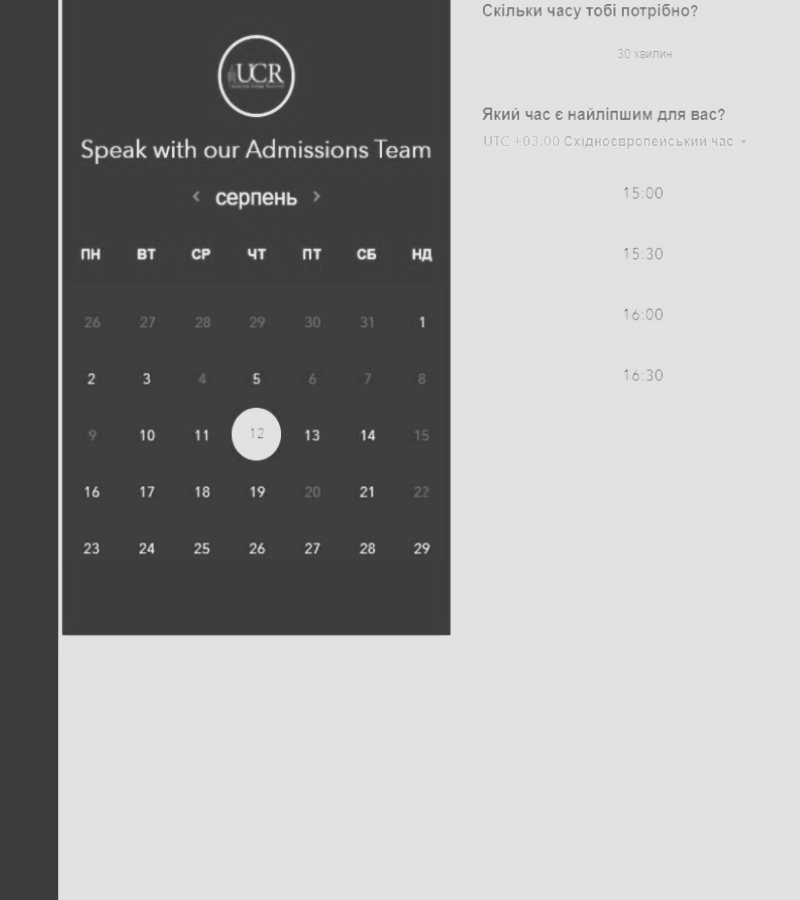 UCR
Speak with our Admissions Team
‹ серпень ›
ПН ВТ СР ЧТ ПТ СБ НД
26 27 28 29 30 31 1
2 3 4 5 6 7 8
9 10 11 12 13 14 15
16 17 18 19 20 21 22
23 24 25 26 27 28 29
Скільки часу тобі потрібно?
30 хвилин
Який час є найліпшим для вас?
UTC +03:00 Східноєвропейський час
15:00
15:30
16:00
16:30